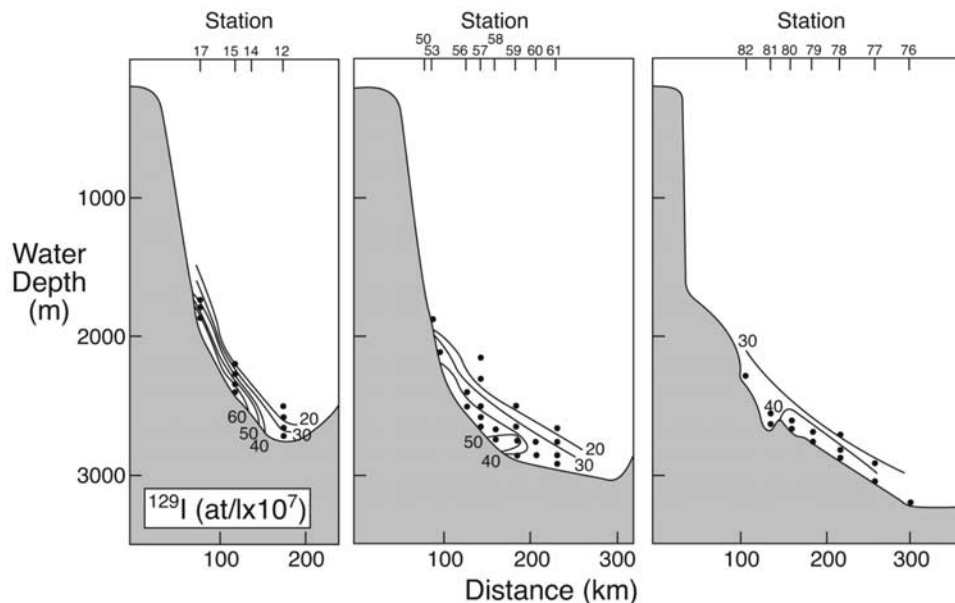 Station Station Station
17 15 14 12
50 53 56 57 58 59 60 61
82 81 80 79 78 77 76
1000
Water
Depth
(m)
2000
3000
60 50 40 30 20
50 40 30 20
30 40
¹²⁹I (at/lx10⁷)
100 200
100 200 300
100 200 300
Distance (km)